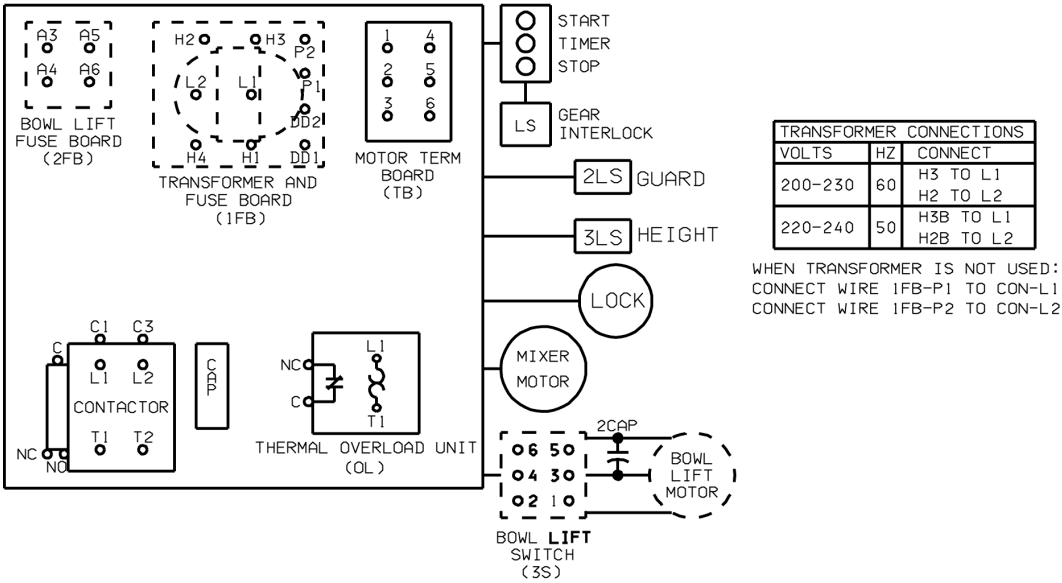 A3 A5
A4 A6
BOWL LIFT
FUSE BOARD
(2FB)
H2 H3 P2
L2 L1 P1
DD2
H4 H1 DD1
TRANSFORMER AND
FUSE BOARD
(1FB)
1 4
2 5
3 6
MOTOR TERM
BOARD
(TB)
START
TIMER
STOP
LS
GEAR
INTERLOCK
2LS GUARD
3LS HEIGHT
LOCK
MIXER
MOTOR
C1 C3
C
L1 L2
CONTACTOR
T1 T2
NC NO
CAP
L1
NC
C
T1
THERMAL OVERLOAD UNIT
(OL)
2CAP
6 5
4 3
2 1
BOWL
LIFT
MOTOR
BOWL LIFT
SWITCH
(3S)
TRANSFORMER CONNECTIONS
VOLTS HZ CONNECT
200-230 60 H3 TO L1
H2 TO L2
220-240 50 H3B TO L1
H2B TO L2
WHEN TRANSFORMER IS NOT USED:
CONNECT WIRE 1FB-P1 TO CON-L1
CONNECT WIRE 1FB-P2 TO CON-L2